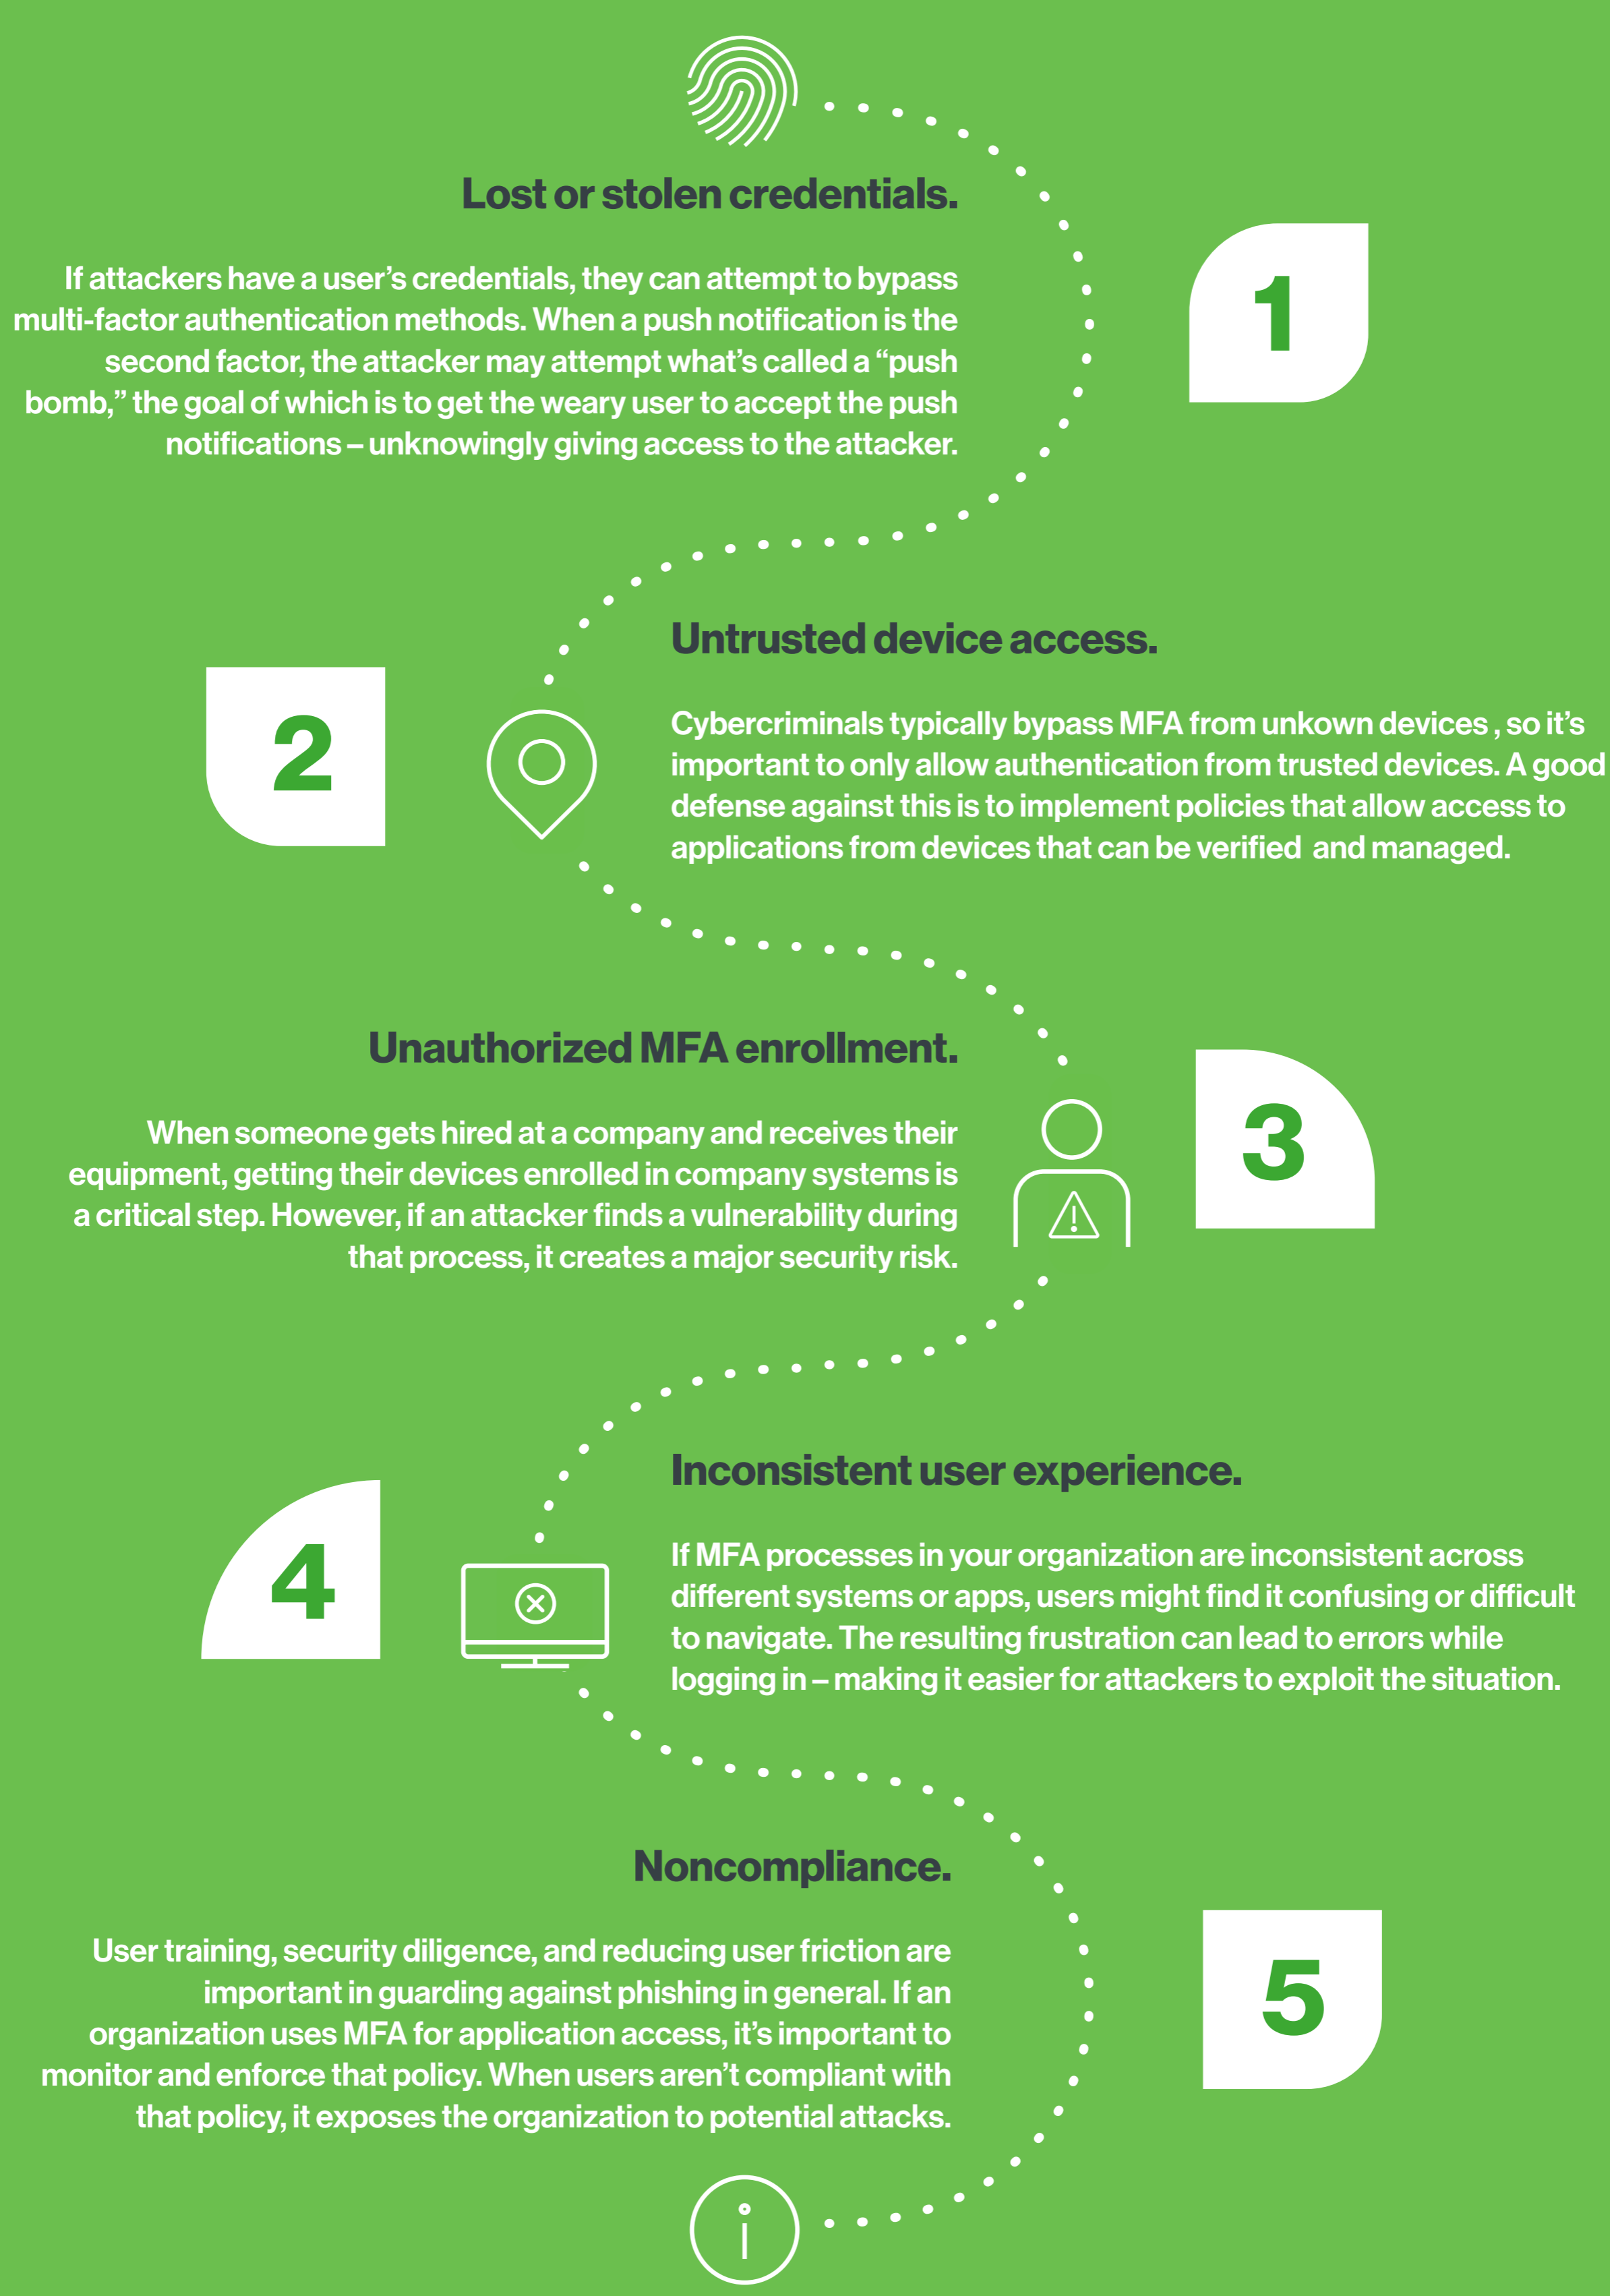 Lost or stolen credentials.
If attackers have a user’s credentials, they can attempt to bypass
multi-factor authentication methods. When a push notification is the
second factor, the attacker may attempt what’s called a “push
bomb,” the goal of which is to get the weary user to accept the push
notifications – unknowingly giving access to the attacker.
1
2
Untrusted device access.
Cybercriminals typically bypass MFA from unkown devices , so it’s
important to only allow authentication from trusted devices. A good
defense against this is to implement policies that allow access to
applications from devices that can be verified  and managed.
Unauthorized MFA enrollment.
When someone gets hired at a company and receives their
equipment, getting their devices enrolled in company systems is
a critical step. However, if an attacker finds a vulnerability during
that process, it creates a major security risk.
3
4
Inconsistent user experience.
If MFA processes in your organization are inconsistent across
different systems or apps, users might find it confusing or difficult
to navigate. The resulting frustration can lead to errors while
logging in – making it easier for attackers to exploit the situation.
Noncompliance.
User training, security diligence, and reducing user friction are
important in guarding against phishing in general. If an
organization uses MFA for application access, it’s important to
monitor and enforce that policy. When users aren’t compliant with
that policy, it exposes the organization to potential attacks.
5